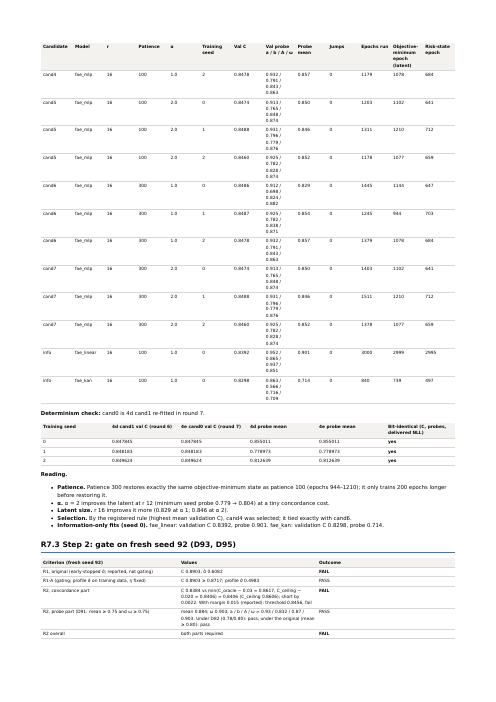 Candidate Model r Patience α Training seed Val C Val probe a / b / A / ω Probe mean Jumps Epochs run Objective-minimum epoch (latent) Risk-state epoch
cand4 fae_mlp 16 100 1.0 2 0.8478 0.932 / 0.791 / 0.843 / 0.863 0.857 0 1179 1078 684
cand5 fae_mlp 16 100 2.0 0 0.8474 0.913 / 0.765 / 0.848 / 0.874 0.850 0 1203 1102 641
cand5 fae_mlp 16 100 2.0 1 0.8488 0.931 / 0.796 / 0.779 / 0.876 0.846 0 1311 1210 712
cand5 fae_mlp 16 100 2.0 2 0.8460 0.925 / 0.782 / 0.828 / 0.874 0.852 0 1178 1077 659
cand6 fae_mlp 16 300 1.0 0 0.8486 0.912 / 0.698 / 0.824 / 0.882 0.829 0 1445 1144 647
cand6 fae_mlp 16 300 1.0 1 0.8487 0.925 / 0.782 / 0.838 / 0.871 0.854 0 1245 944 703
cand6 fae_mlp 16 300 1.0 2 0.8478 0.932 / 0.791 / 0.843 / 0.863 0.857 0 1379 1078 684
cand7 fae_mlp 16 300 2.0 0 0.8474 0.913 / 0.765 / 0.848 / 0.874 0.850 0 1403 1102 641
cand7 fae_mlp 16 300 2.0 1 0.8488 0.931 / 0.796 / 0.779 / 0.876 0.846 0 1511 1210 712
cand7 fae_mlp 16 300 2.0 2 0.8460 0.925 / 0.782 / 0.828 / 0.874 0.852 0 1378 1077 659
info fae_linear 16 100 1.0 0 0.8392 0.952 / 0.865 / 0.937 / 0.851 0.901 0 3000 2999 2995
info fae_kan 16 100 1.0 0 0.8298 0.863 / 0.566 / 0.716 / 0.709 0.714 0 840 739 497
Determinism check: cand0 is 4d cand1 re-fitted in round 7.
Training seed 4d cand1 val C (round 6) 4e cand0 val C (round 7) 4d probe mean 4e probe mean Bit-identical (C, probes, delivered NLL)
0 0.847845 0.847845 0.855011 0.855011 yes
1 0.848183 0.848183 0.778973 0.778973 yes
2 0.849624 0.849624 0.812639 0.812639 yes
Reading.
• Patience. Patience 300 restores exactly the same objective-minimum state as patience 100 (epochs 944–1210); it only trains 200 epochs longer
before restoring it.
• α. α = 2 improves the latent at r 12 (minimum seed probe 0.779 → 0.804) at a tiny concordance cost.
• Latent size. r 16 improves it more (0.829 at α 1; 0.846 at α 2).
• Selection. By the registered rule (highest mean validation C), cand4 was selected; it tied exactly with cand6.
• Information-only fits (seed 0). fae_linear: validation C 0.8392, probe 0.901. fae_kan: validation C 0.8298, probe 0.714.
R7.3 Step 2: gate on fresh seed 92 (D93, D95)
Criterion (fresh seed 92) Values Outcome
R1, original (early-stopped ϑ; reported, not gating) C 0.8903; ϑ 0.6082 FAIL
R1-A (gating; profile ϑ on training data, η fixed) C 0.8903 ≥ 0.8717; profile ϑ 0.4983 PASS
R2, concordance part C 0.8384 vs min(C_oracle − 0.03 = 0.8617, C_ceiling −
0.020 = 0.8406) = 0.8406 (C_ceiling 0.8606); short by
0.0022. With margin 0.015 (reported): threshold 0.8456, fail FAIL
R2, probe part (D91: mean ≥ 0.75 and ω ≥ 0.75) mean 0.884; ω 0.903; a / b / A / ω = 0.93 / 0.832 / 0.87 /
0.903. Under D82 (0.78/0.80): pass; under the original (mean
≥ 0.80): pass PASS
R2 overall both parts required FAIL